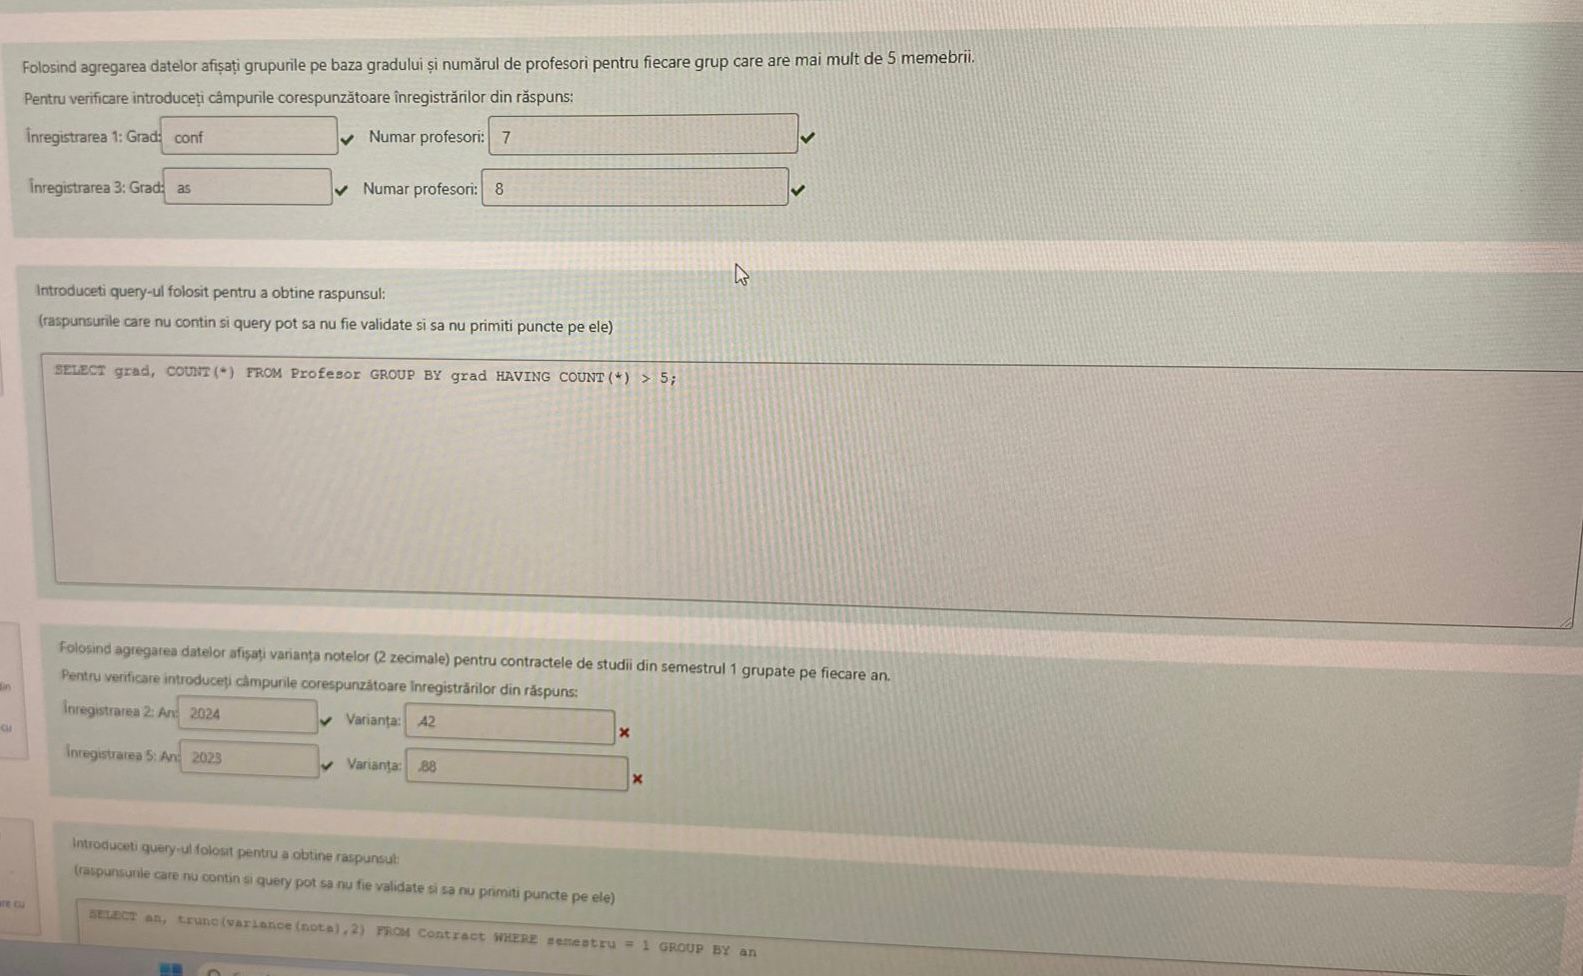 Folosind agregarea datelor afișați grupurile pe baza gradului și numărul de profesori pentru fiecare grup care are mai mult de 5 memebrii.
Pentru verificare introduceți câmpurile corespunzătoare înregistrărilor din răspuns:
Înregistrarea 1: Grad: conf Numar profesori: 7
Înregistrarea 3: Grad: as Numar profesori: 8
Introduceti query-ul folosit pentru a obtine raspunsul:
(raspunsurile care nu contin si query pot sa nu fie validate si sa nu primiti puncte pe ele)
SELECT grad, COUNT(*) FROM Profesor GROUP BY grad HAVING COUNT(*) > 5;
Folosind agregarea datelor afișați varianța notelor (2 zecimale) pentru contractele de studii din semestrul 1 grupate pe fiecare an.
Pentru verificare introduceți câmpurile corespunzătoare înregistrărilor din răspuns:
Înregistrarea 2: An: 2024 Varianța: .42
Înregistrarea 5: An: 2023 Varianța: .88
Introduceti query-ul folosit pentru a obtine raspunsul:
(raspunsurile care nu contin si query pot sa nu fie validate si sa nu primiti puncte pe ele)
SELECT an, trunc(variance(nota),2) FROM Contract WHERE semestru = 1 GROUP BY an
cu